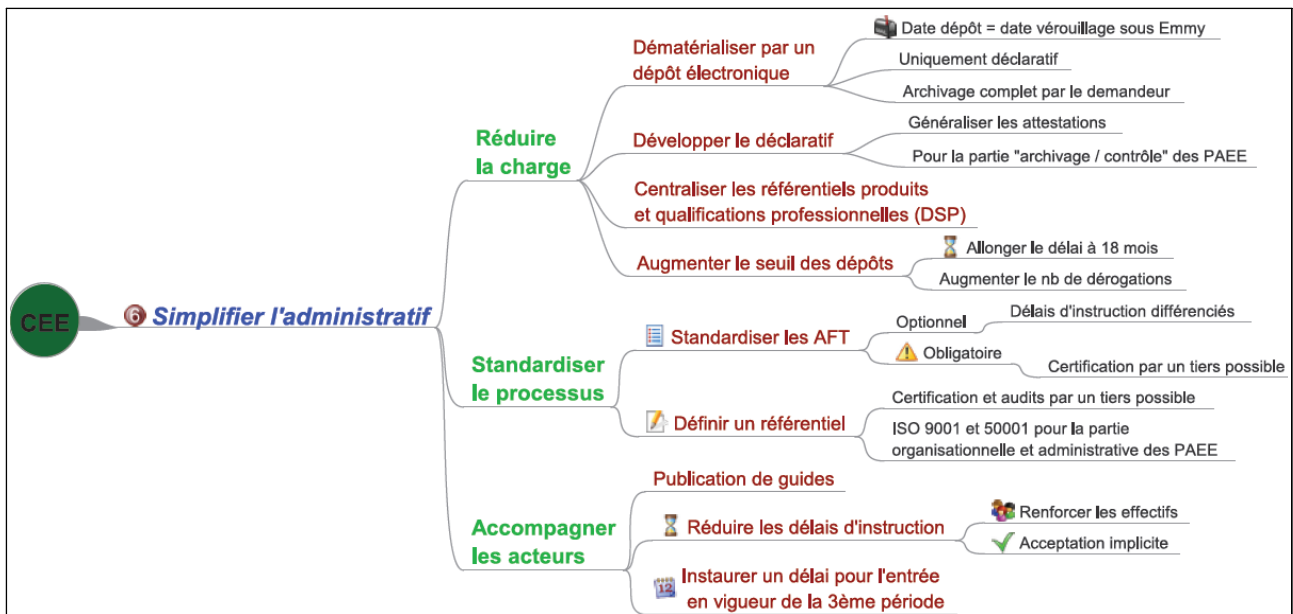 CEE
6 Simplifier l'administratif
Réduire
la charge
Dématérialiser par un
dépôt électronique
Date dépôt = date vérouillage sous Emmy
Uniquement déclaratif
Archivage complet par le demandeur
Développer le déclaratif
Généraliser les attestations
Pour la partie "archivage / contrôle" des PAEE
Centraliser les référentiels produits
et qualifications professionnelles (DSP)
Augmenter le seuil des dépôts
Allonger le délai à 18 mois
Augmenter le nb de dérogations
Standardiser
le processus
Standardiser les AFT
Optionnel
Délais d'instruction différenciés
Obligatoire
Certification par un tiers possible
Définir un référentiel
Certification et audits par un tiers possible
ISO 9001 et 50001 pour la partie
organisationnelle et administrative des PAEE
Accompagner
les acteurs
Publication de guides
Réduire les délais d'instruction
Renforcer les effectifs
Acceptation implicite
12
Instaurer un délai pour l'entrée
en vigueur de la 3ème période